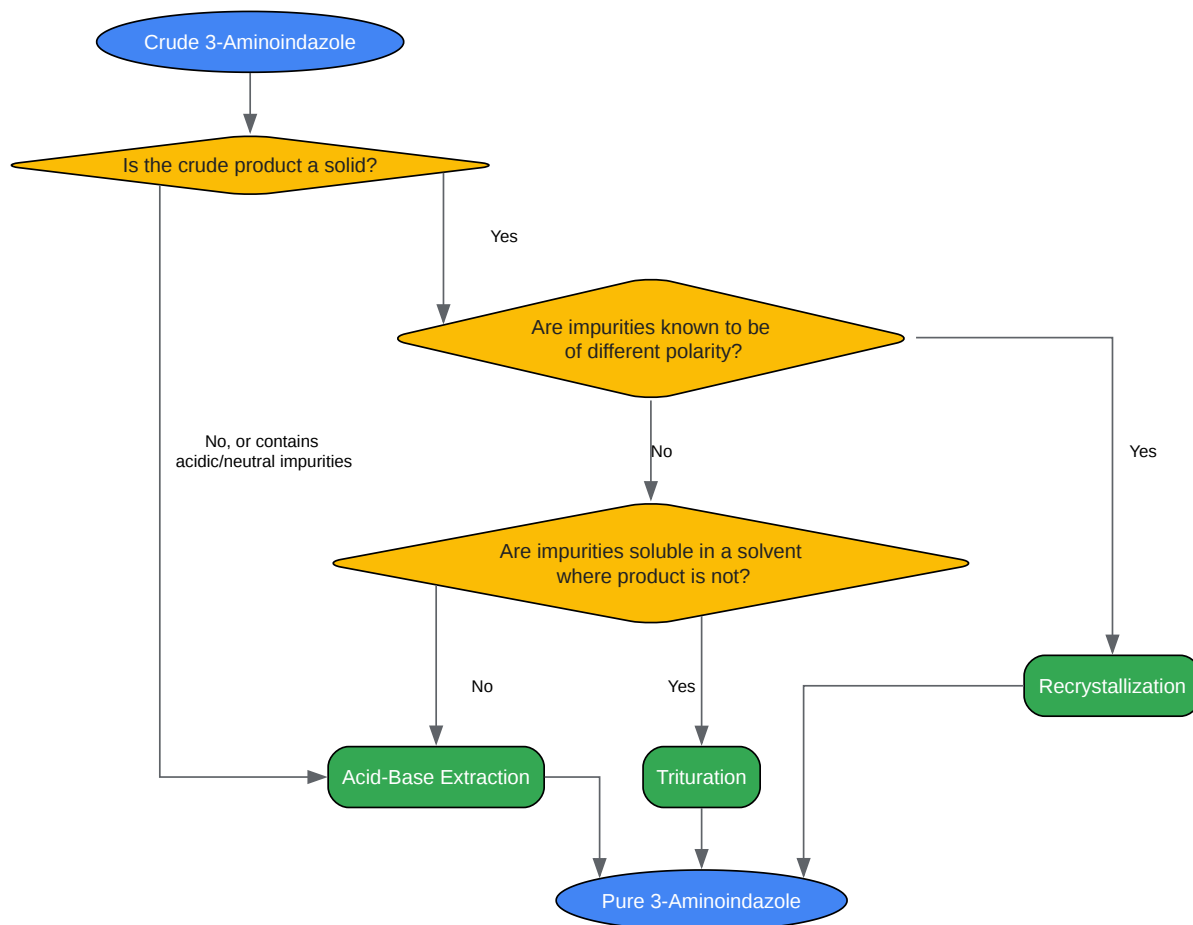 Crude 3-Aminoindazole
Is the crude product a solid?
Yes
Are impurities known to be
of different polarity?
No, or contains
acidic/neutral impurities
No
Yes
Are impurities soluble in a solvent
where product is not?
No
Yes
Recrystallization
Acid-Base Extraction
Trituration
Pure 3-Aminoindazole